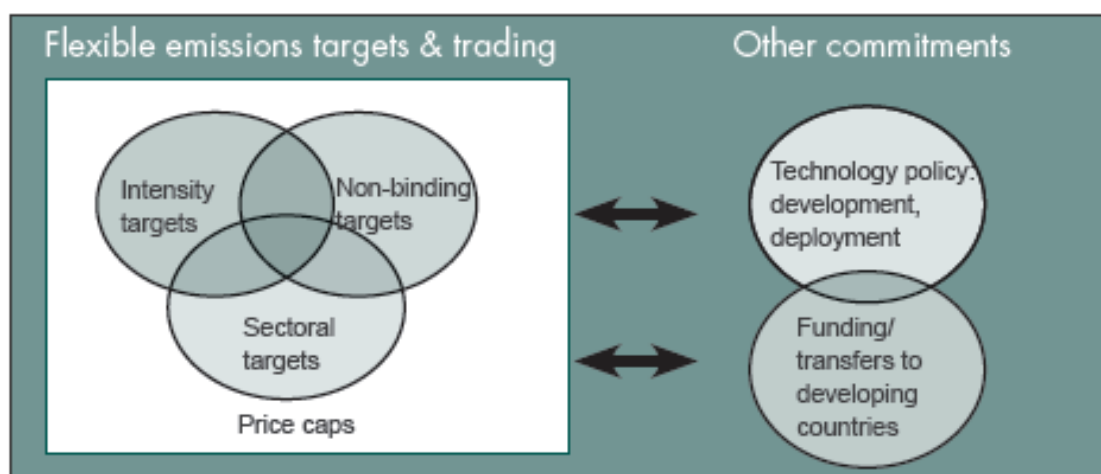 Flexible emissions targets & trading
Other commitments
Intensity
targets
Non-binding
targets
Sectoral
targets
Price caps
Technology policy:
development,
deployment
Funding/
transfers to
developing
countries